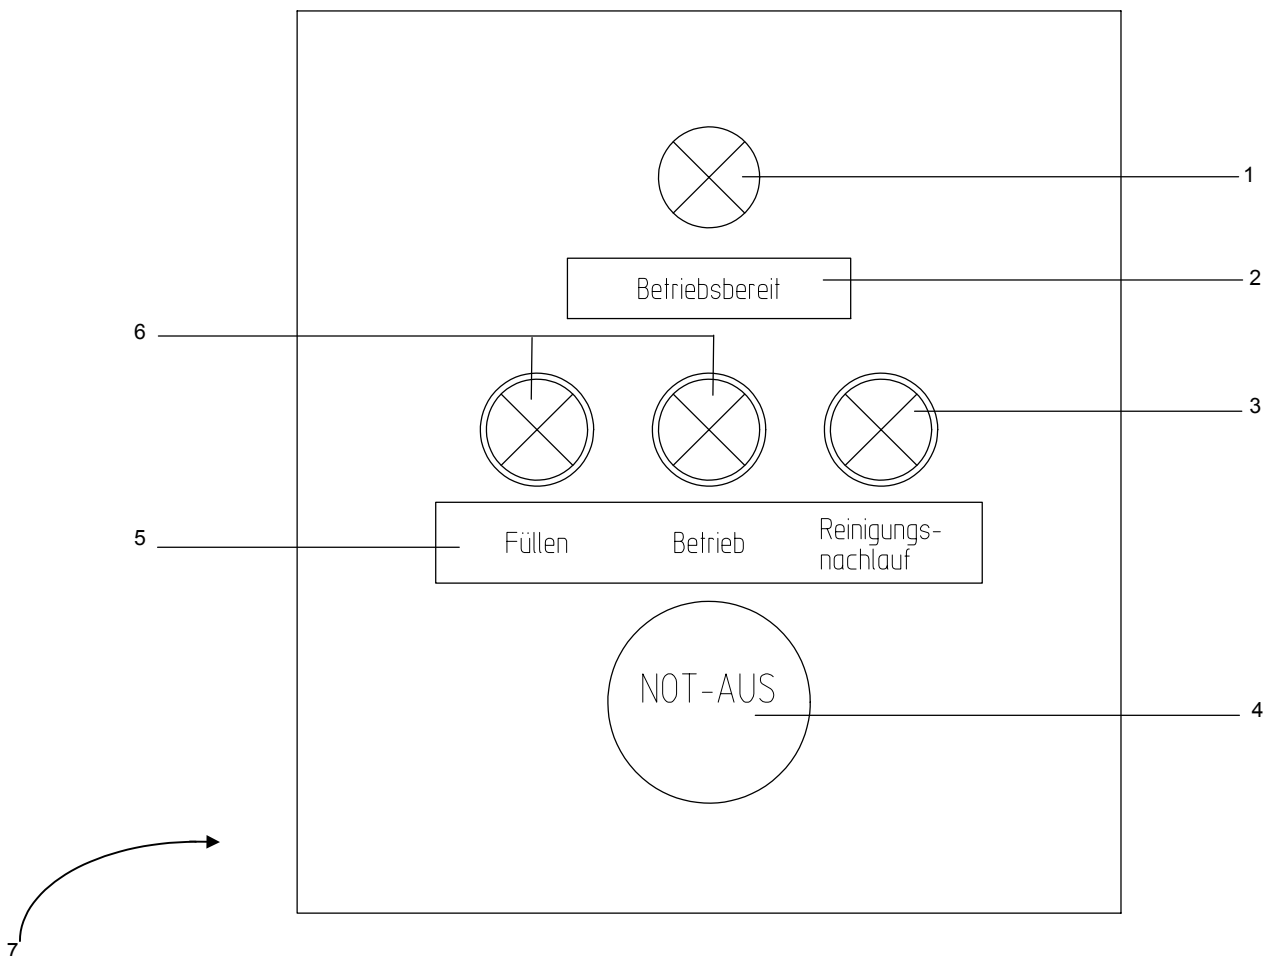 1
Betriebsbereit
2
6
3
5
Füllen
Betrieb
Reinigungs-
nachlauf
NOT-AUS
4
7